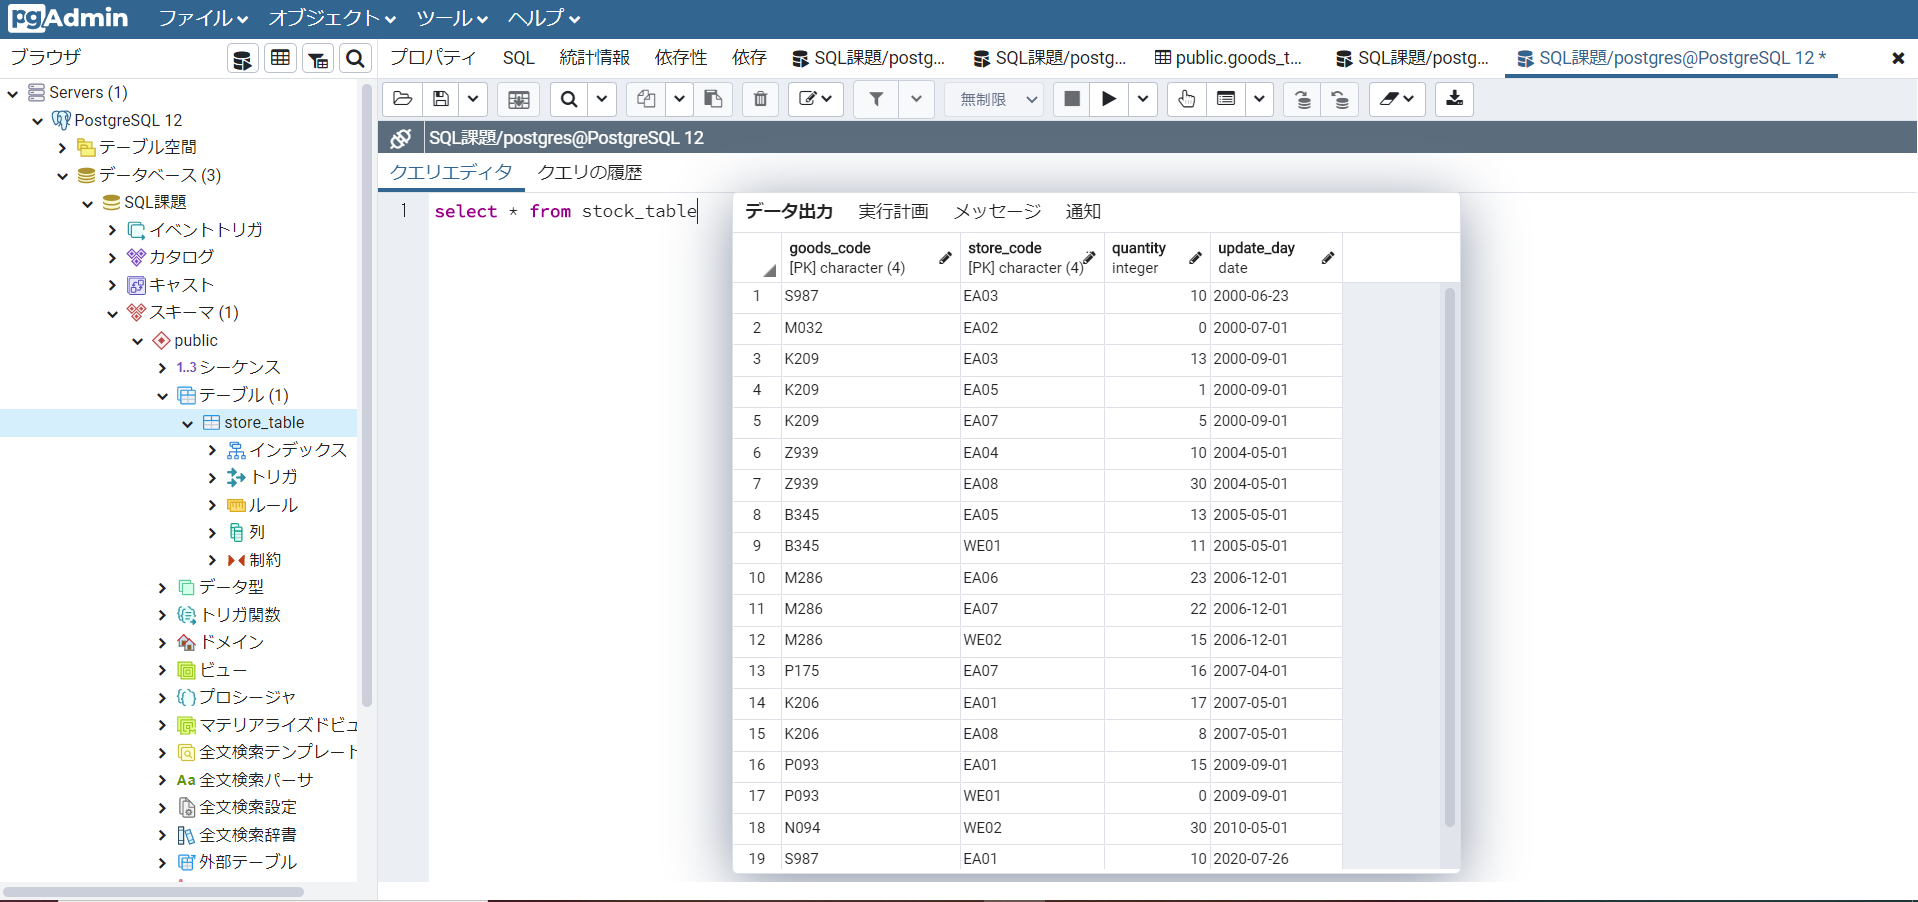 pgAdmin ファイル オブジェクト ツール ヘルプ
ブラウザ
プロパティ SQL 統計情報 依存性 依存 SQL課題/postg... SQL課題/postg... public.goods_t... SQL課題/postg... SQL課題/postgres@PostgreSQL 12 *
Servers (1)
PostgreSQL 12
テーブル空間
データベース (3)
SQL課題
イベントトリガ
カタログ
キャスト
スキーマ (1)
public
1..3 シーケンス
テーブル (1)
store_table
インデックス
トリガ
ルール
列
制約
データ型
トリガ関数
ドメイン
ビュー
プロシージャ
マテリアライズドビュ
全文検索テンプレート
Aa 全文検索パーサ
全文検索設定
全文検索辞書
外部テーブル
無制限
SQL課題/postgres@PostgreSQL 12
クエリエディタ クエリの履歴
1 select * from stock_table
データ出力 実行計画 メッセージ 通知
goods_code store_code quantity update_day
[PK] character (4) [PK] character (4) integer date
1 S987 EA03 10 2000-06-23
2 M032 EA02 0 2000-07-01
3 K209 EA03 13 2000-09-01
4 K209 EA05 1 2000-09-01
5 K209 EA07 5 2000-09-01
6 Z939 EA04 10 2004-05-01
7 Z939 EA08 30 2004-05-01
8 B345 EA05 13 2005-05-01
9 B345 WE01 11 2005-05-01
10 M286 EA06 23 2006-12-01
11 M286 EA07 22 2006-12-01
12 M286 WE02 15 2006-12-01
13 P175 EA07 16 2007-04-01
14 K206 EA01 17 2007-05-01
15 K206 EA08 8 2007-05-01
16 P093 EA01 15 2009-09-01
17 P093 WE01 0 2009-09-01
18 N094 WE02 30 2010-05-01
19 S987 EA01 10 2020-07-26